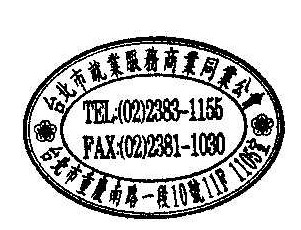 台北市就業服務商業同業公會
TEL:(02)2383-1155
FAX:(02)2381-1030
台北市重慶南路一段10號11F 1105室